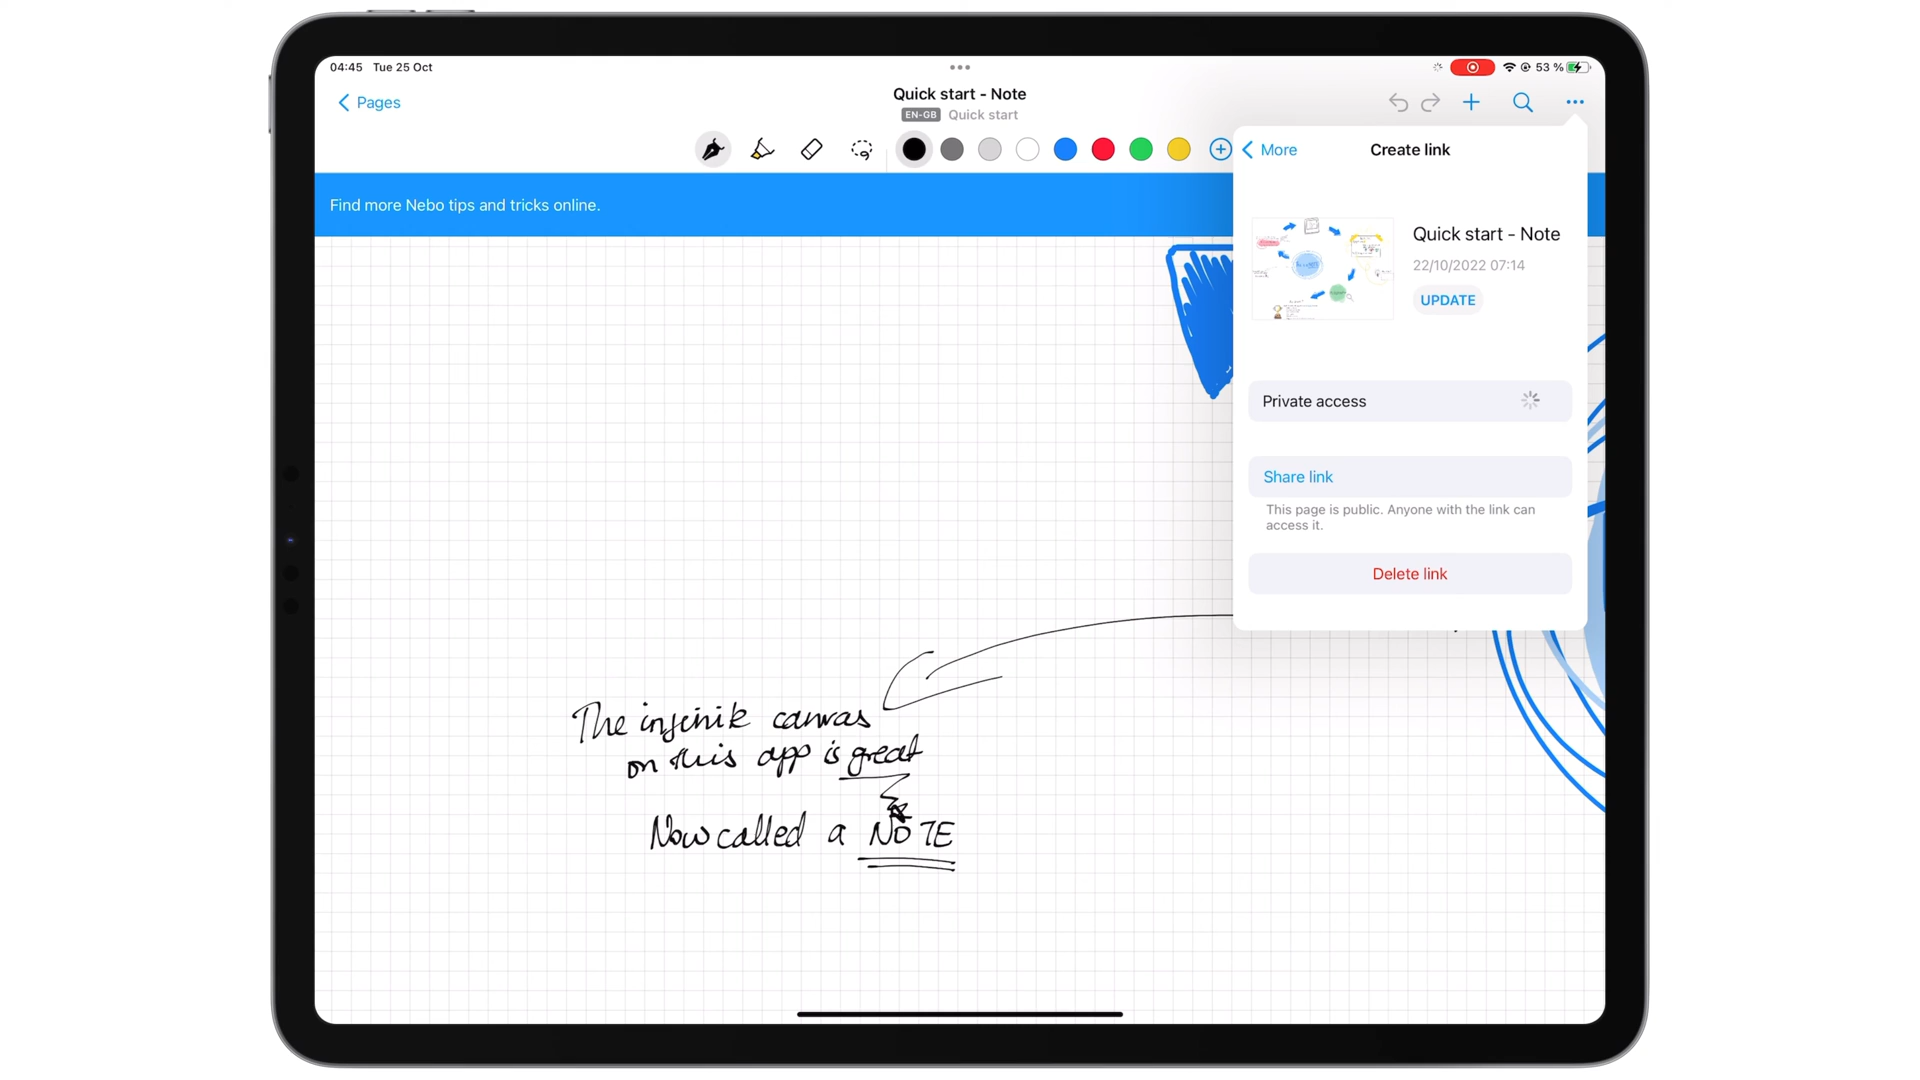 04:45 Tue 25 Oct
53 %
Pages
Quick start - Note
EN-GB Quick start
Find more Nebo tips and tricks online.
More
Create link
Quick start - Note
22/10/2022 07:14
UPDATE
Private access
Share link
This page is public. Anyone with the link can
access it.
Delete link
The infinite canvas
on this app is great
Now called a NOTE